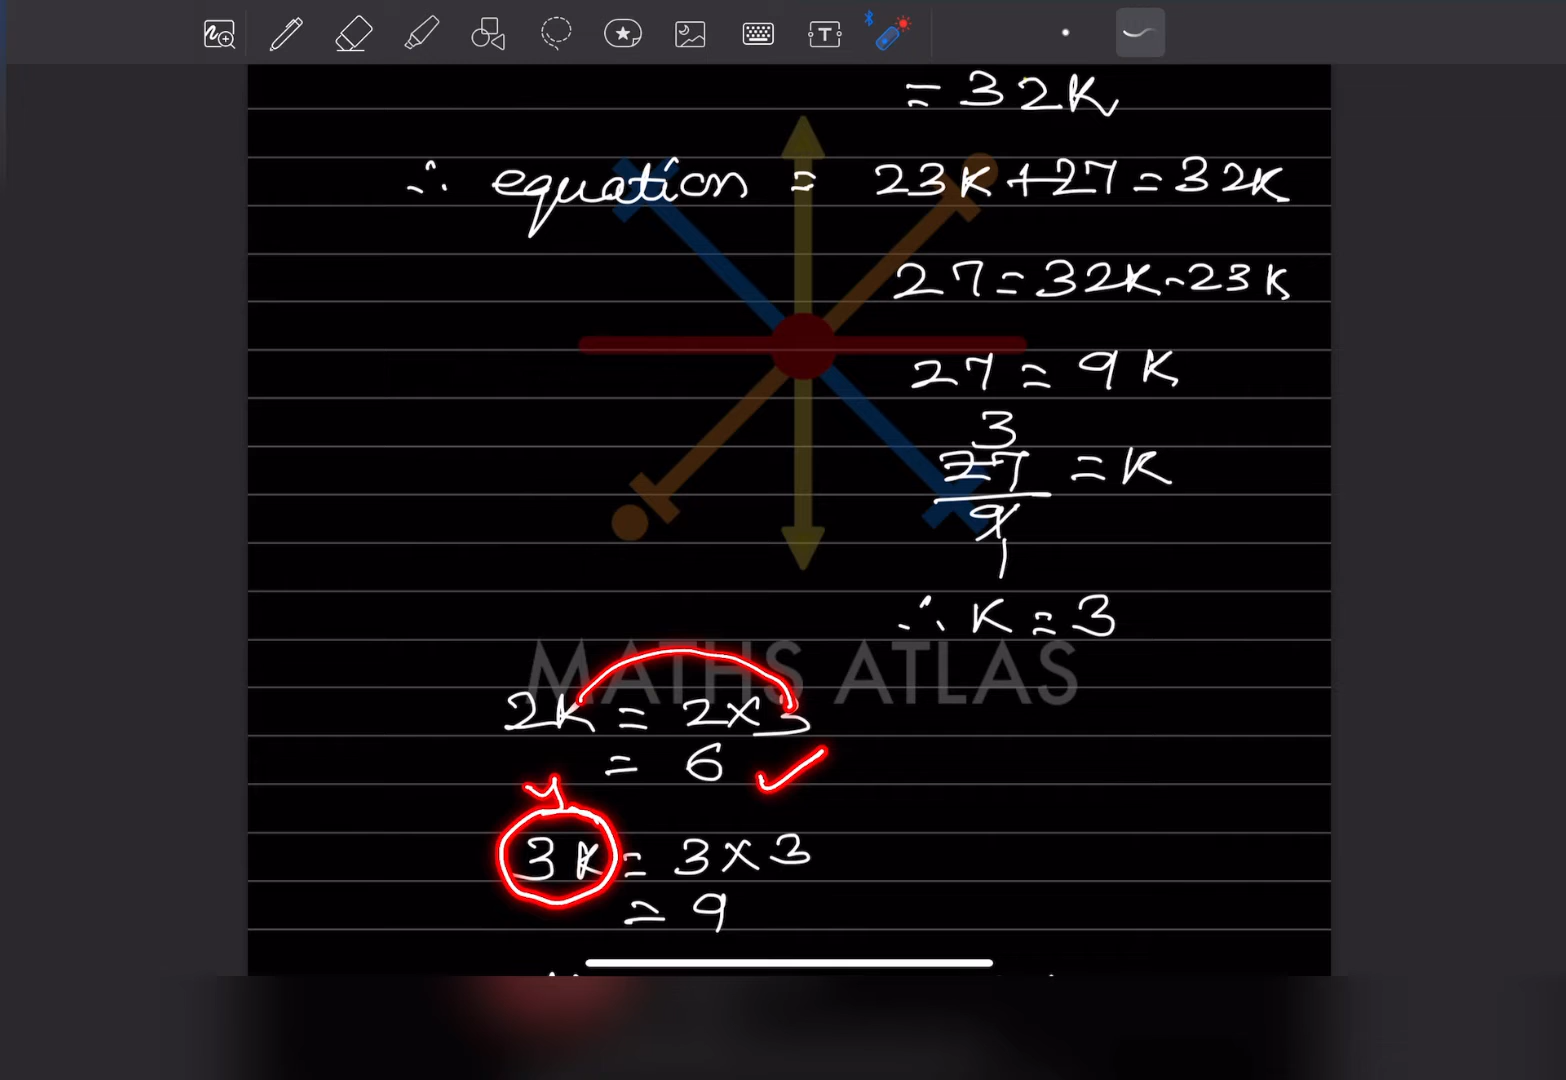 = 32K
∴ equation = 23K + 27 = 32K
27 = 32K - 23K
27 = 9K
3
27/9 = K
1
∴ K = 3
MATHS ATLAS
2K = 2×3
= 6 ✓
y
3K = 3×3
= 9